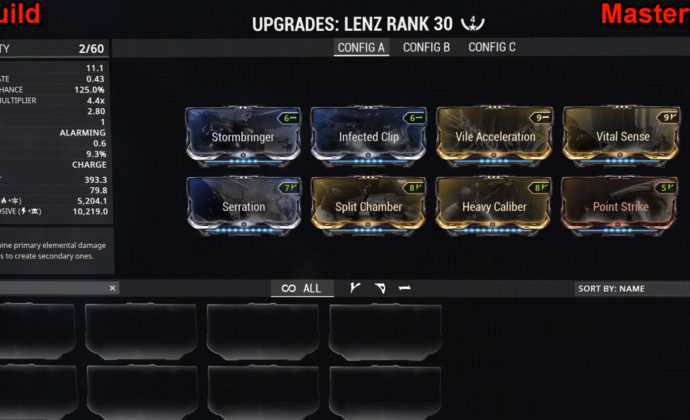 uild
UPGRADES: LENZ RANK 30 4
Master
TY 2/60
CONFIG A CONFIG B CONFIG C
11.1
ATE 0.43
HANCE 125.0%
ULTIPLIER 4.4x
2.80
1
ALARMING
0.6
9.3%
CHARGE
T 393.3
79.8
5,204.1
OSIVE 10,219.0
6
6
9
9
Stormbringer Infected Clip Vile Acceleration Vital Sense
7
8
8
5
Serration Split Chamber Heavy Caliber Point Strike
bine primary elemental damage
s to create secondary ones.
× ALL SORT BY: NAME